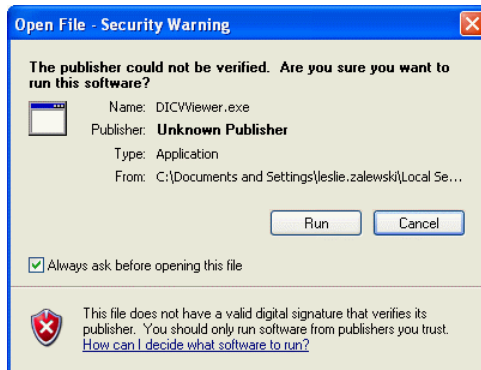 Open File - Security Warning
The publisher could not be verified. Are you sure you want to
run this software?
Name: DICVViewer.exe
Publisher: Unknown Publisher
Type: Application
From: C:\Documents and Settings\leslie.zalewski\Local Se...
Run Cancel
Always ask before opening this file
This file does not have a valid digital signature that verifies its
publisher. You should only run software from publishers you trust.
How can I decide what software to run?